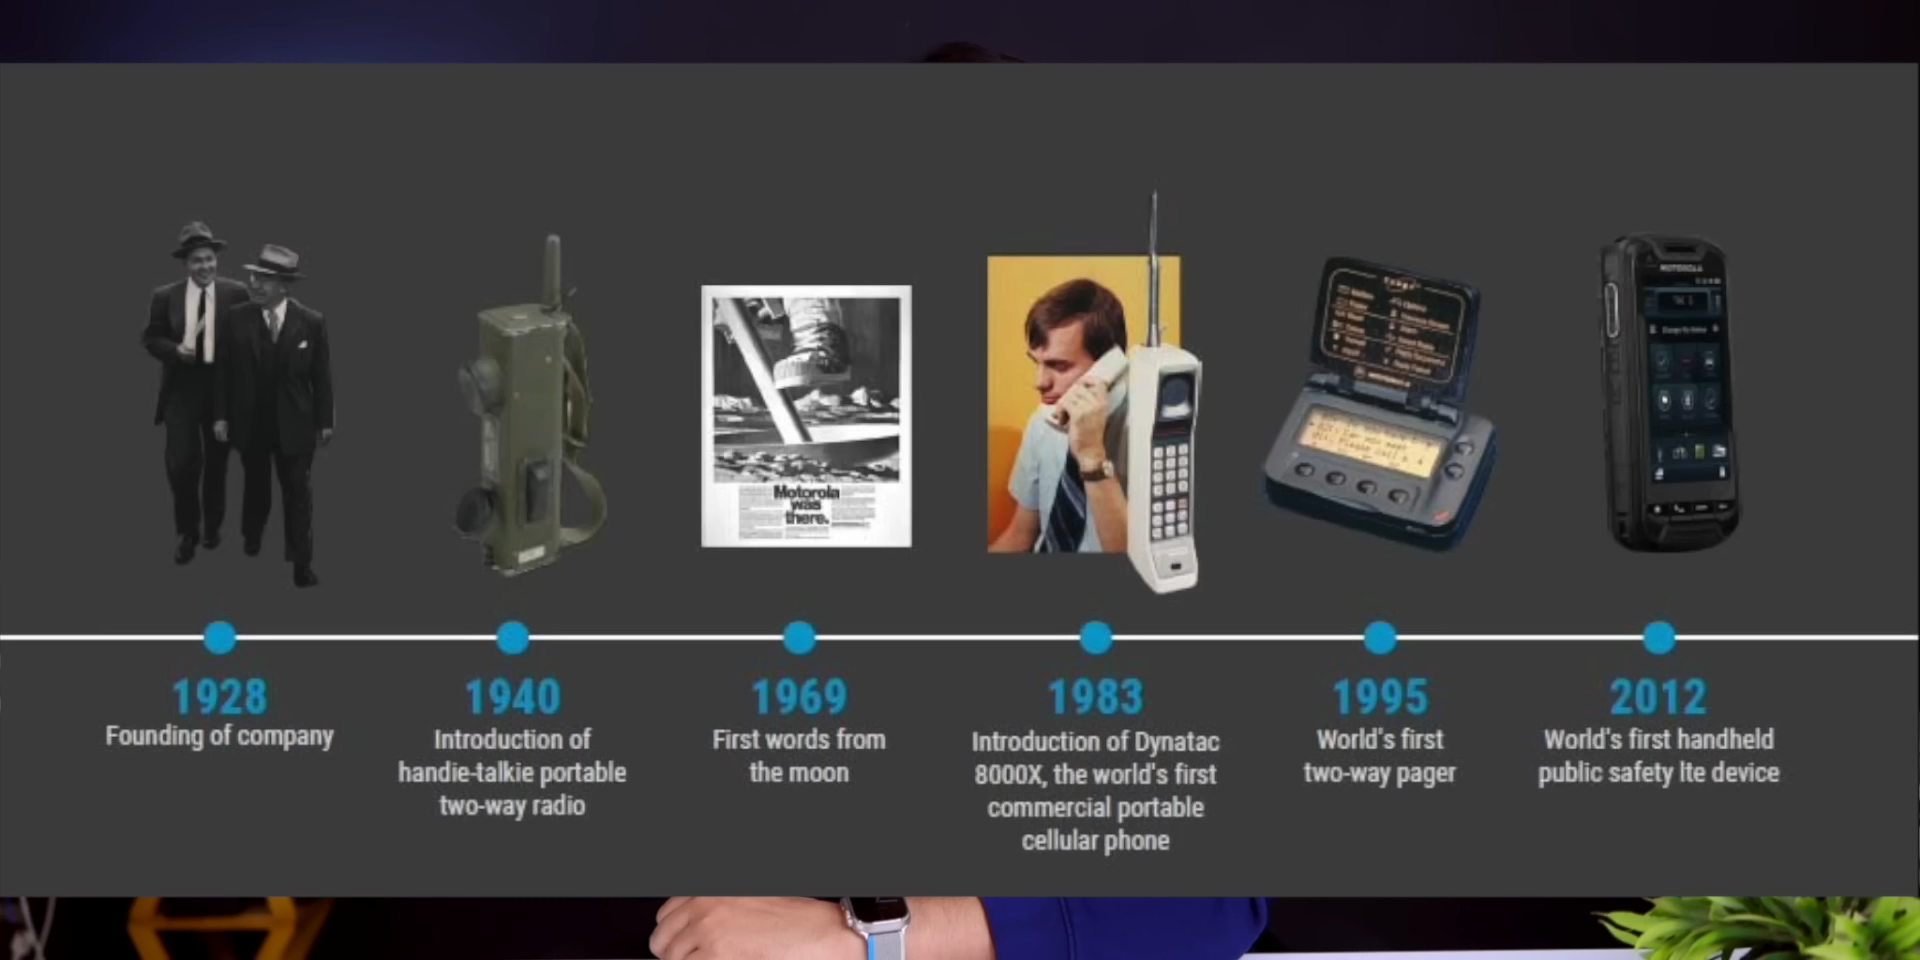 Motorola
was
there.
MOTOROLA
MOTOROLA
1928
Founding of company
1940
Introduction of
handie-talkie portable
two-way radio
1969
First words from
the moon
1983
Introduction of Dynatac
8000X, the world's first
commercial portable
cellular phone
1995
World's first
two-way pager
2012
World's first handheld
public safety lte device